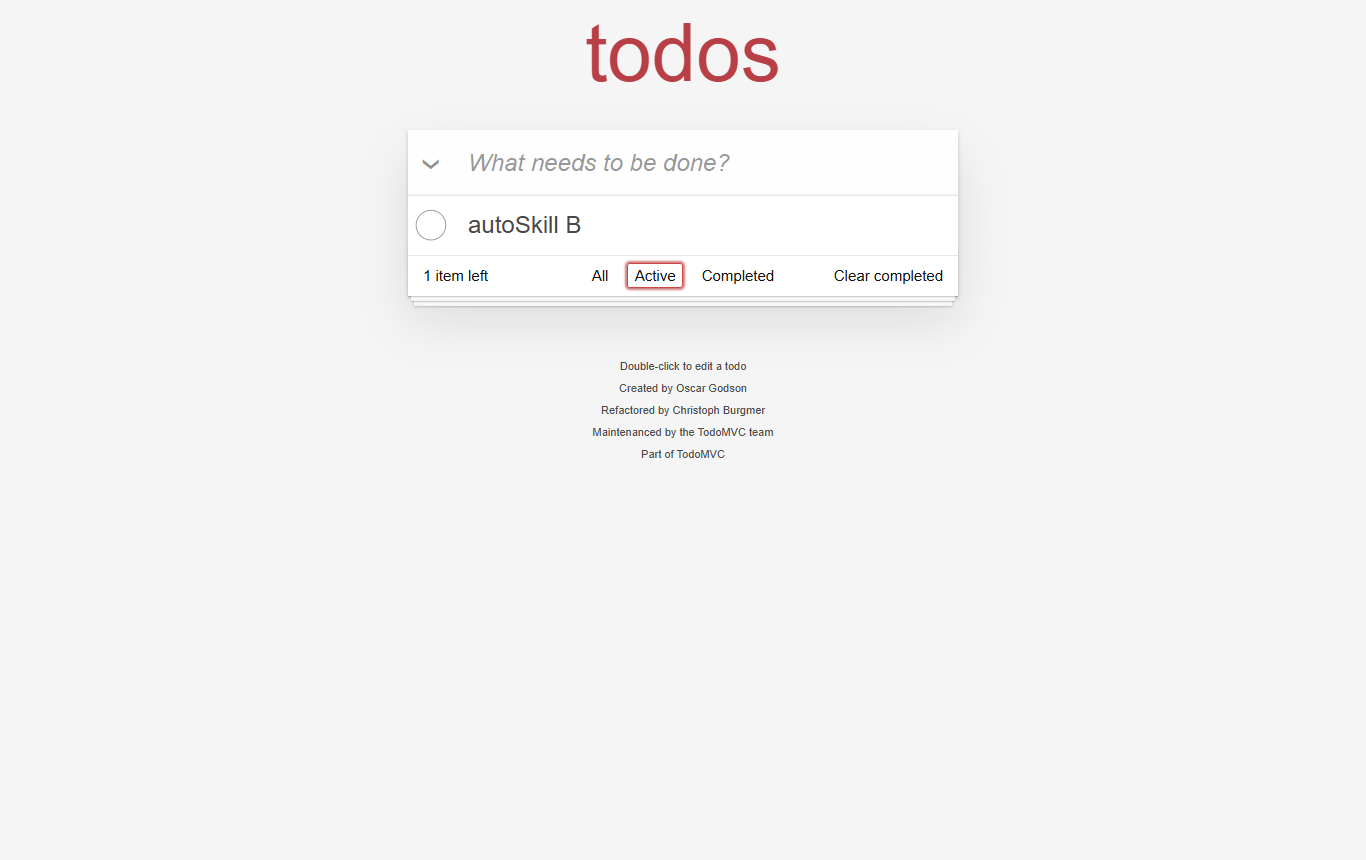 todos
What needs to be done?
autoSkill B
1 item left All Active Completed Clear completed
Double-click to edit a todo
Created by Oscar Godson
Refactored by Christoph Burgmer
Maintenanced by the TodoMVC team
Part of TodoMVC